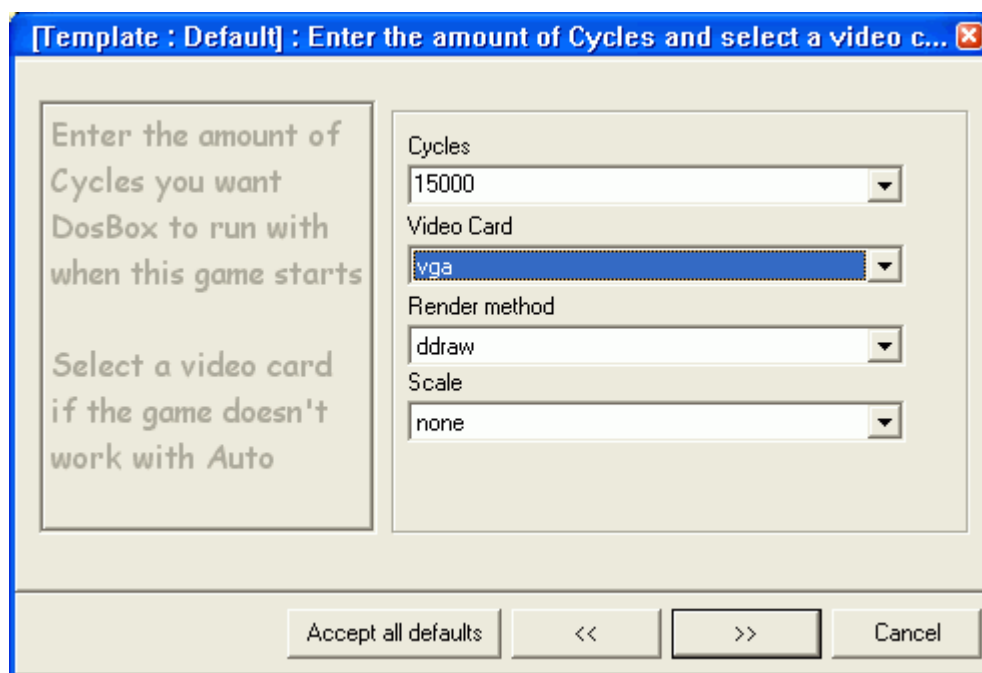 [Template : Default] : Enter the amount of Cycles and select a video c...
Enter the amount of
Cycles you want
DosBox to run with
when this game starts
Select a video card
if the game doesn't
work with Auto
Cycles
15000
Video Card
vga
Render method
ddraw
Scale
none
Accept all defaults
<<
>>
Cancel